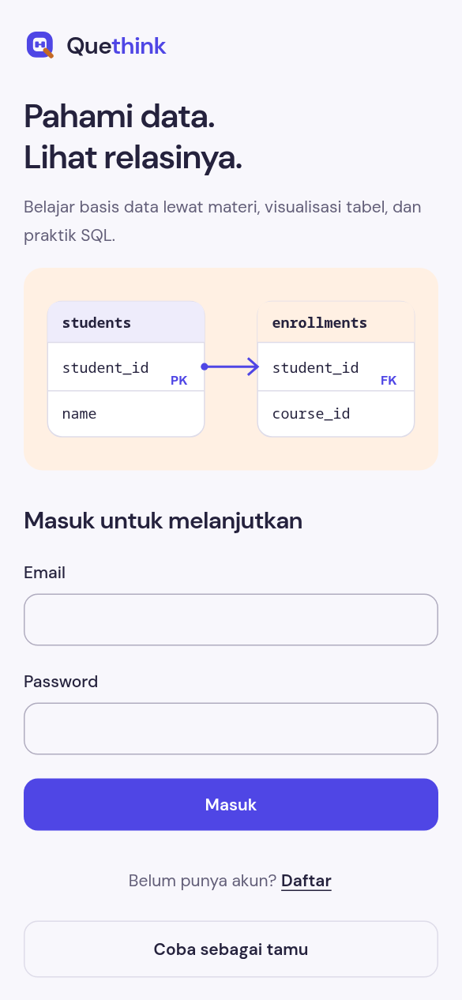 Quethink
Pahami data.
Lihat relasinya.
Belajar basis data lewat materi, visualisasi tabel, dan
praktik SQL.
students
student_id PK
name
enrollments
student_id FK
course_id
Masuk untuk melanjutkan
Email
Password
Masuk
Belum punya akun? Daftar
Coba sebagai tamu